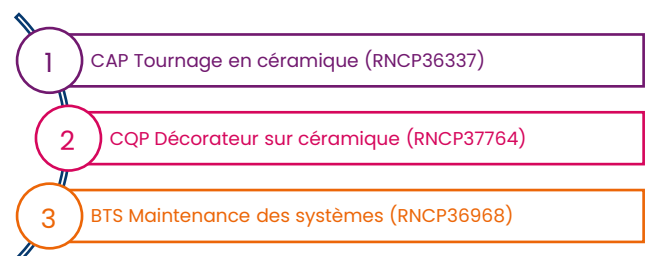 1 CAP Tournage en céramique (RNCP36337)
2 CQP Décorateur sur céramique (RNCP37764)
3 BTS Maintenance des systèmes (RNCP36968)